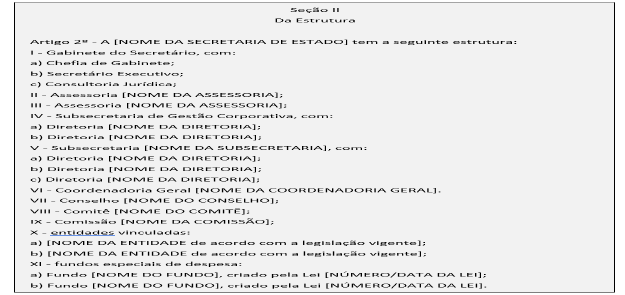 Seção II
Da Estrutura
Artigo 2º - A [NOME DA SECRETARIA DE ESTADO] tem a seguinte estrutura:
I - Gabinete do Secretário, com:
a) Chefia de Gabinete;
b) Secretário Executivo;
c) Consultoria Jurídica;
II - Assessoria [NOME DA ASSESSORIA];
III - Assessoria [NOME DA ASSESSORIA];
IV - Subsecretaria de Gestão Corporativa, com:
a) Diretoria [NOME DA DIRETORIA];
b) Diretoria [NOME DA DIRETORIA];
V - Subsecretaria [NOME DA SUBSECRETARIA], com:
a) Diretoria [NOME DA DIRETORIA];
b) Diretoria [NOME DA DIRETORIA];
c) Diretoria [NOME DA DIRETORIA];
VI - Coordenadoria Geral [NOME DA COORDENADORIA GERAL].
VII - Conselho [NOME DO CONSELHO];
VIII - Comitê [NOME DO COMITÊ];
IX - Comissão [NOME DA COMISSÃO];
X - entidades vinculadas:
a) [NOME DA ENTIDADE de acordo com a legislação vigente];
b) [NOME DA ENTIDADE de acordo com a legislação vigente];
XI - fundos especiais de despesa:
a) Fundo [NOME DO FUNDO], criado pela Lei [NÚMERO/DATA DA LEI];
b) Fundo [NOME DO FUNDO], criado pela Lei [NÚMERO/DATA DA LEI].